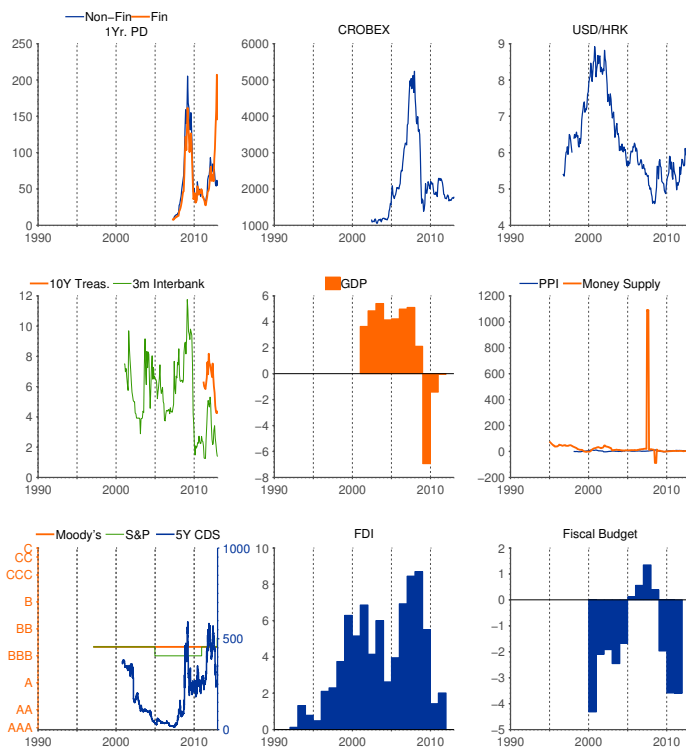 Non-Fin Fin
1Yr. PD
250
200
150
100
50
0
1990 2000 2010
CROBEX
6000
5000
4000
3000
2000
1000
1990 2000 2010
USD/HRK
9
8
7
6
5
4
1990 2000 2010
10Y Treas. 3m Interbank
12
10
8
6
4
2
0
1990 2000 2010
GDP
6
4
2
0
−2
−4
−6
−8
1990 2000 2010
PPI Money Supply
1200
1000
800
600
400
200
0
−200
1990 2000 2010
Moody's S&P 5Y CDS
C
CC
CCC
B
BB
BBB
A
AA
AAA
1000
500
0
1990 2000 2010
FDI
10
8
6
4
2
0
1990 2000 2010
Fiscal Budget
2
1
0
−1
−2
−3
−4
−5
1990 2000 2010